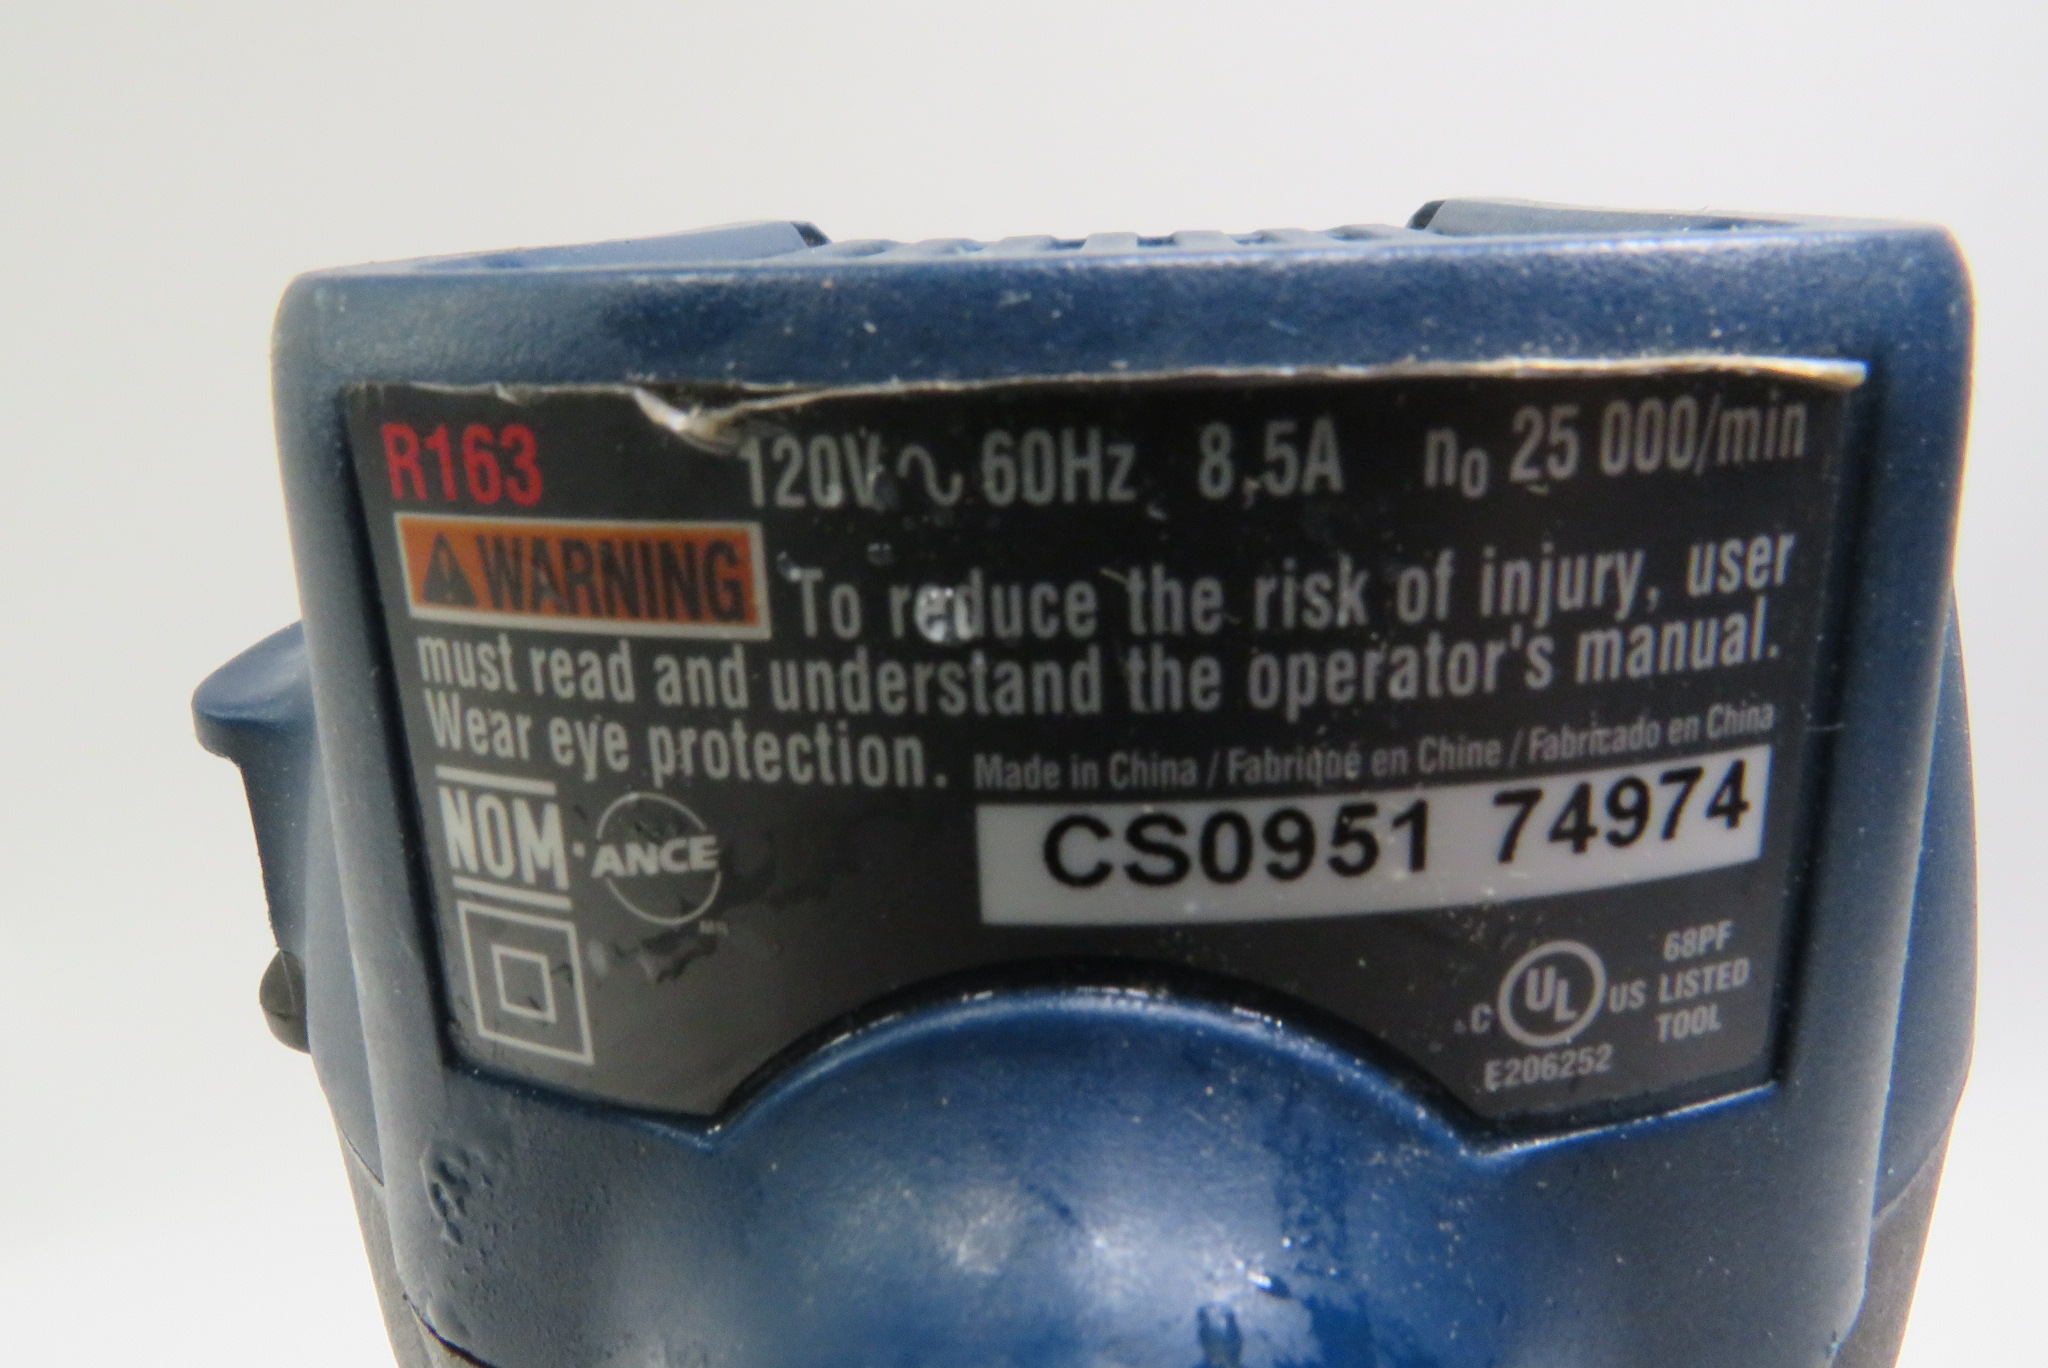 R163 120V ∿ 60Hz 8,5A n₀ 25 000/min
⚠WARNING To reduce the risk of injury, user
must read and understand the operator's manual.
Wear eye protection.
Made in China / Fabriqué en Chine / Fabricado en China
CS0951 74974
NOM
ANCE
MR
C UL US
68PF
LISTED
TOOL
E206252